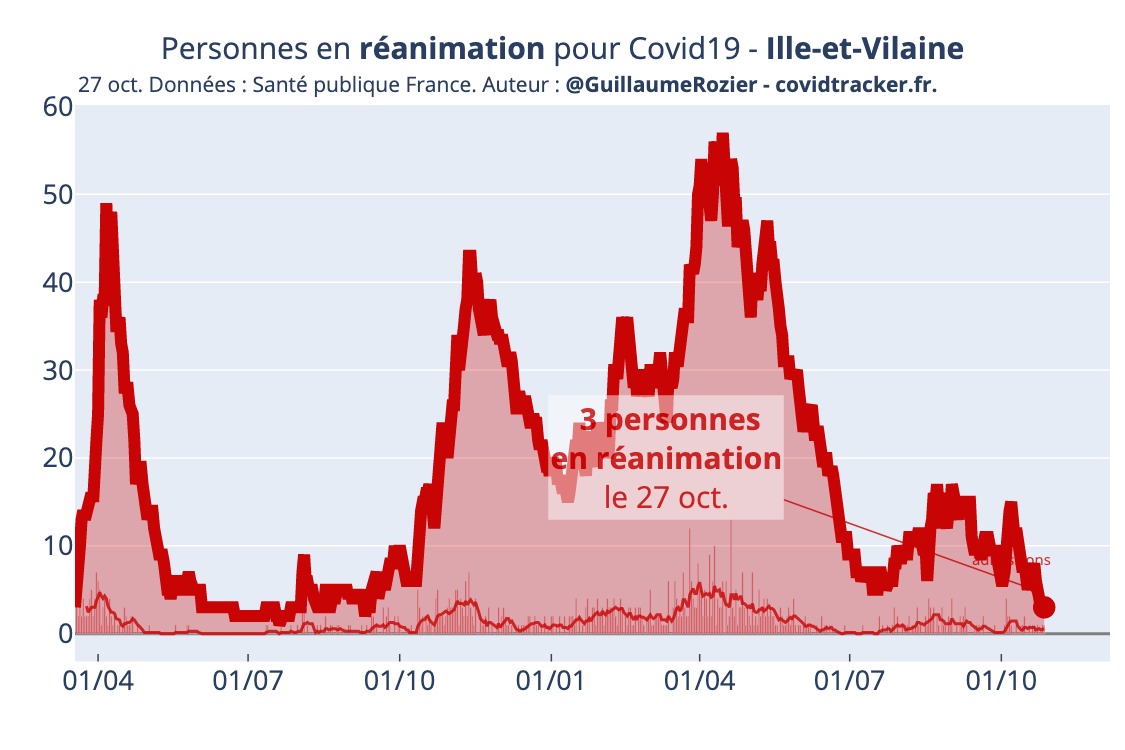 Personnes en réanimation pour Covid19 - Ille-et-Vilaine
27 oct. Données : Santé publique France. Auteur : @GuillaumeRozier - covidtracker.fr.
60
50
40
30
20
10
0
3 personnes
en réanimation
le 27 oct.
01/04
01/07
01/10
01/01
01/04
01/07
01/10